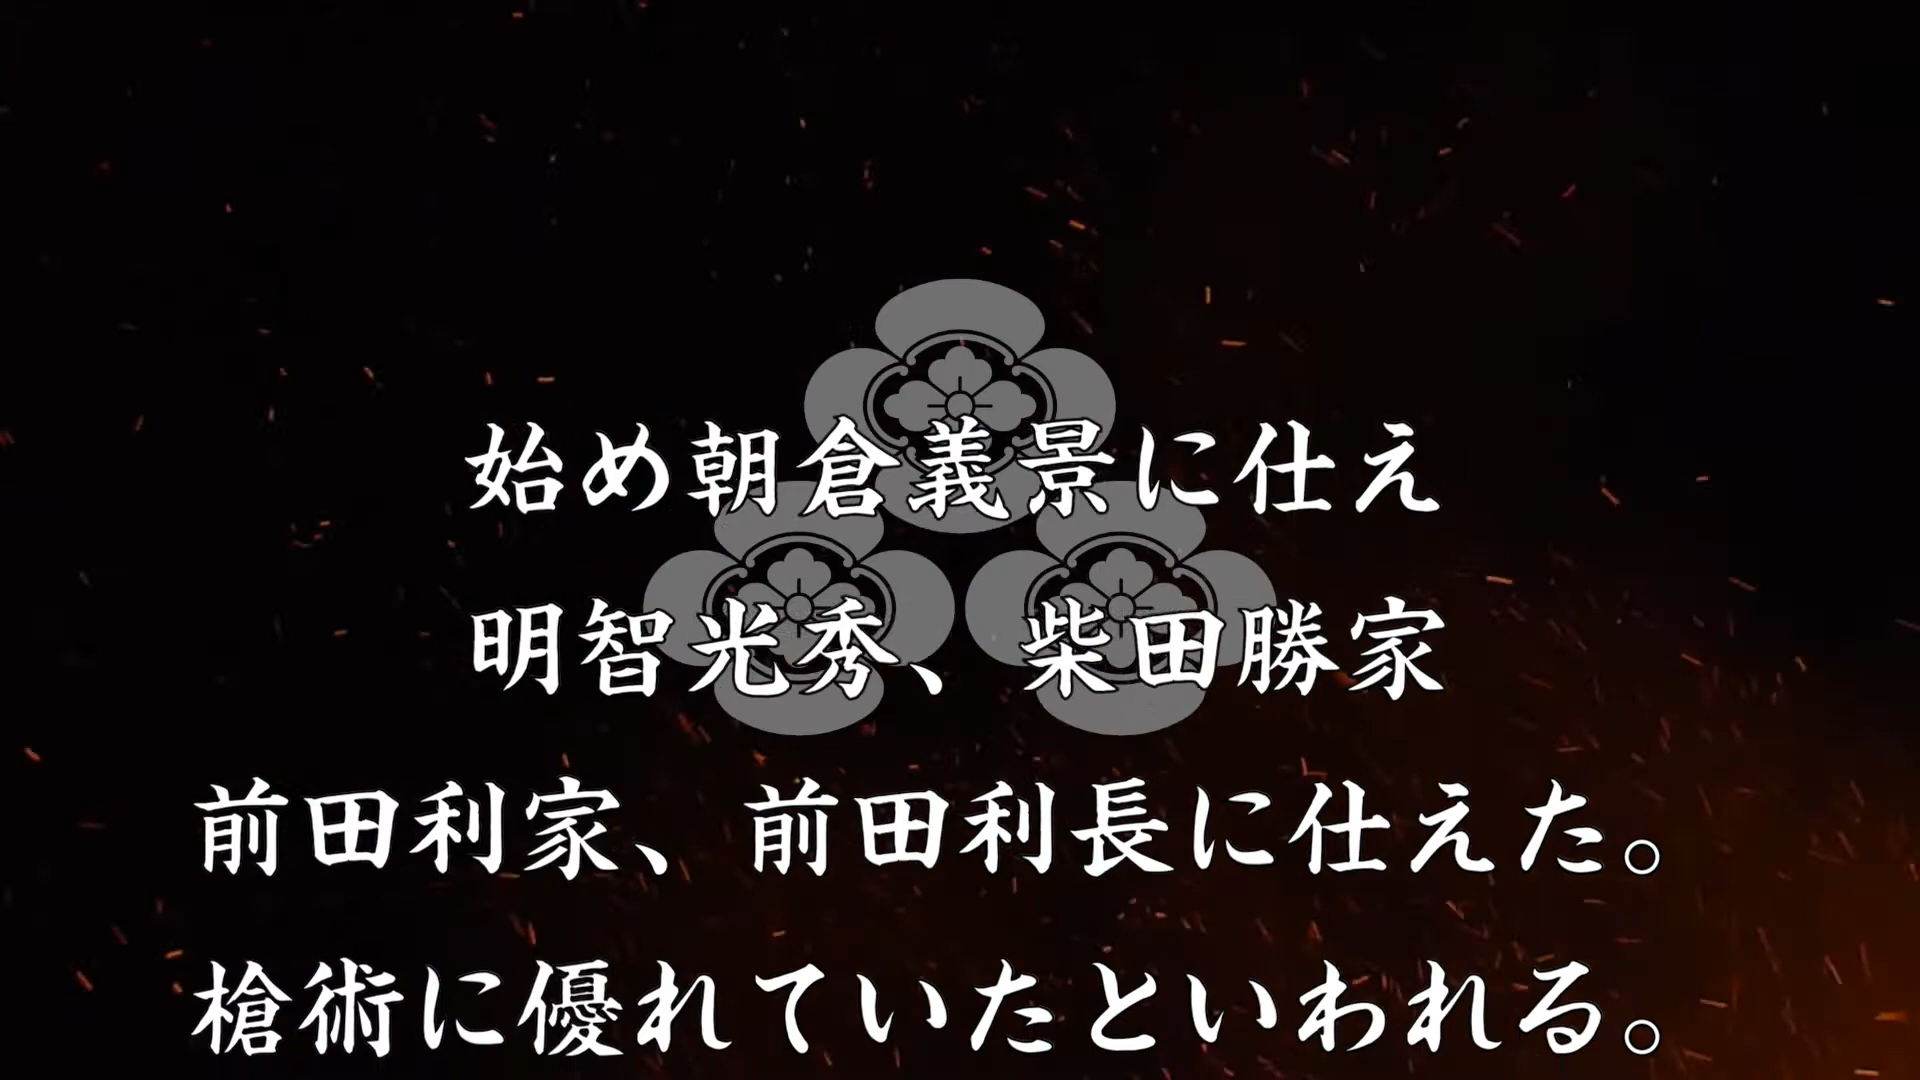 始め朝倉義景に仕え
明智光秀、柴田勝家
前田利家、前田利長に仕えた。
槍術に優れていたといわれる。